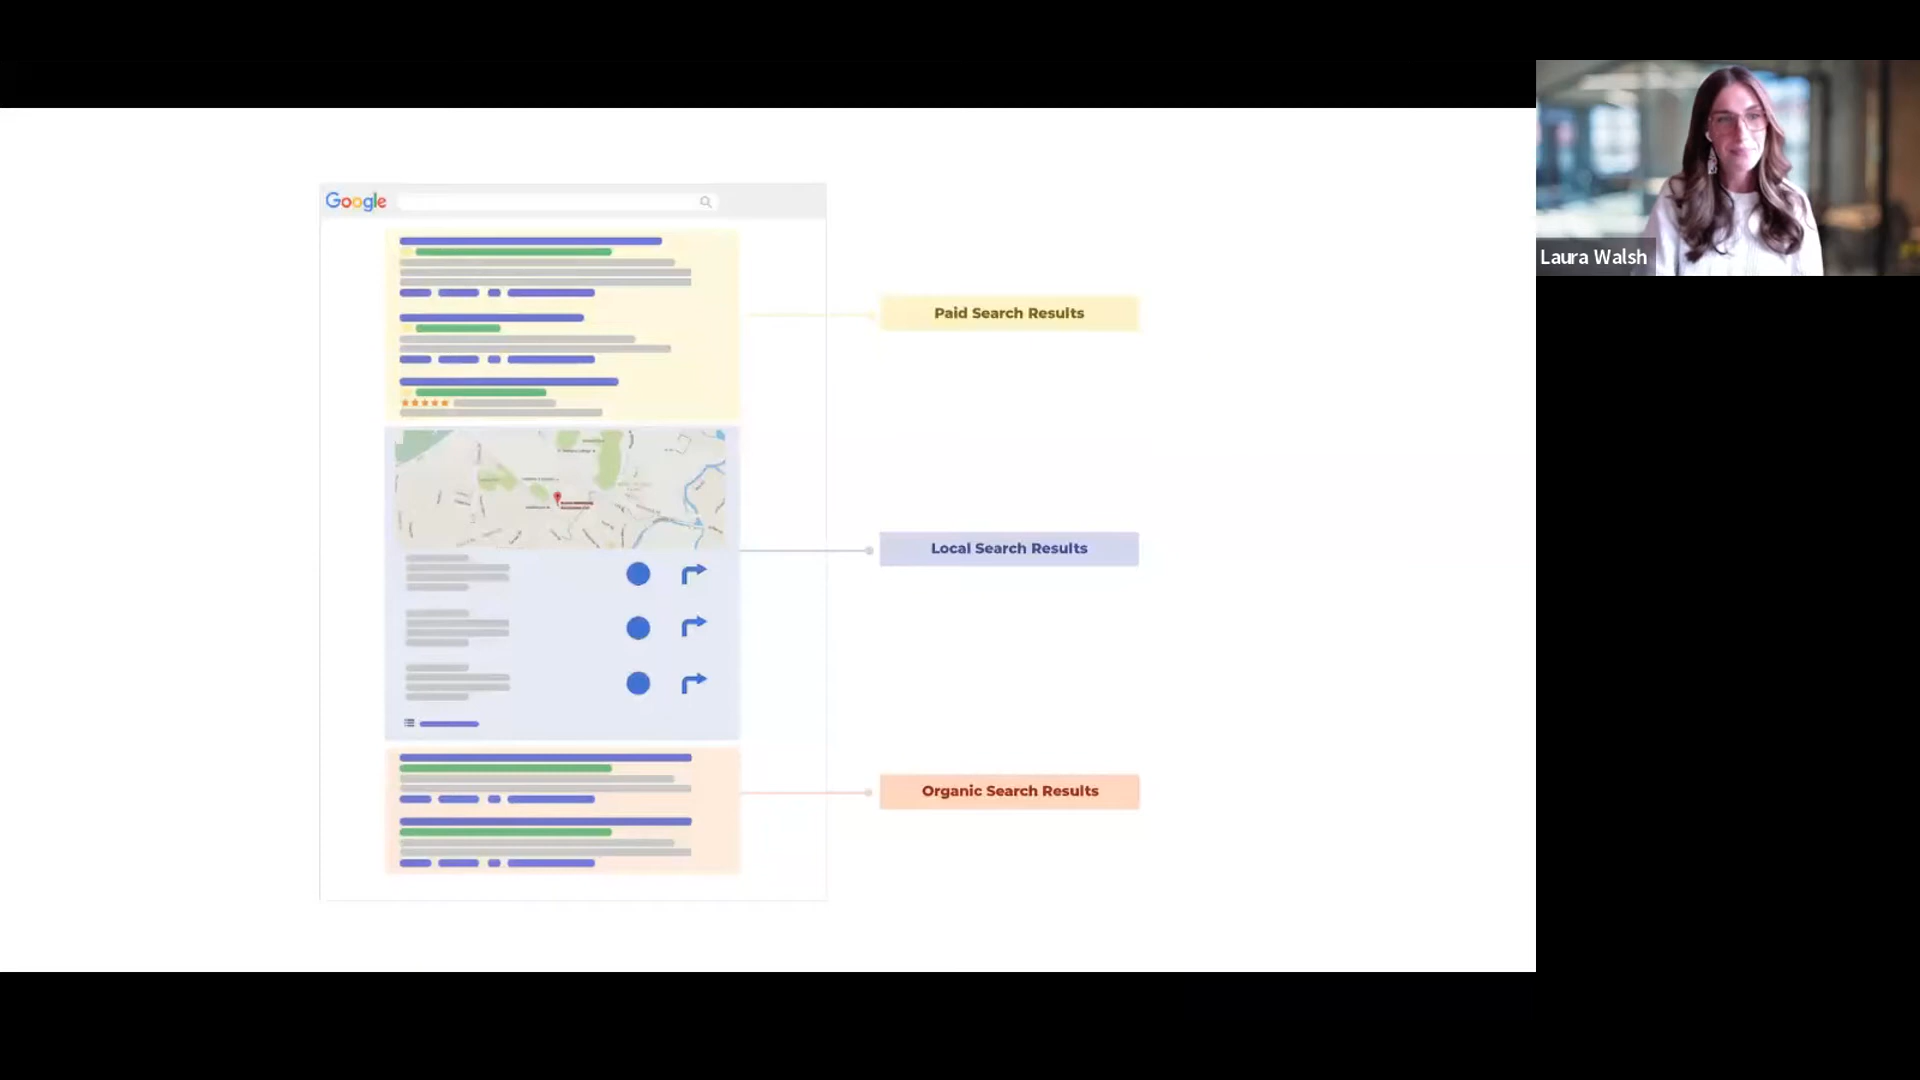 Google
Paid Search Results
Local Search Results
Organic Search Results
Laura Walsh